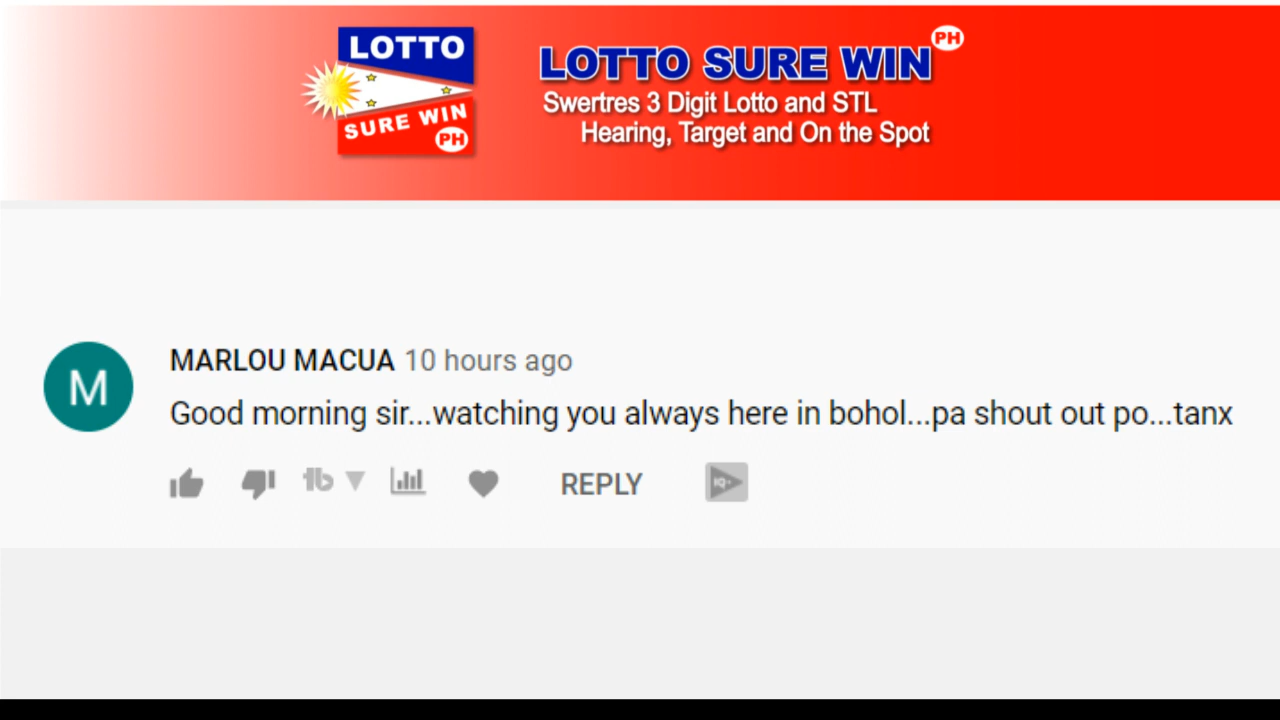 LOTTO
SURE WIN
PH
LOTTO SURE WIN PH
Swertres 3 Digit Lotto and STL
Hearing, Target and On the Spot
M
MARLOU MACUA 10 hours ago
Good morning sir...watching you always here in bohol...pa shout out po...tanx
tb
REPLY
IQ+